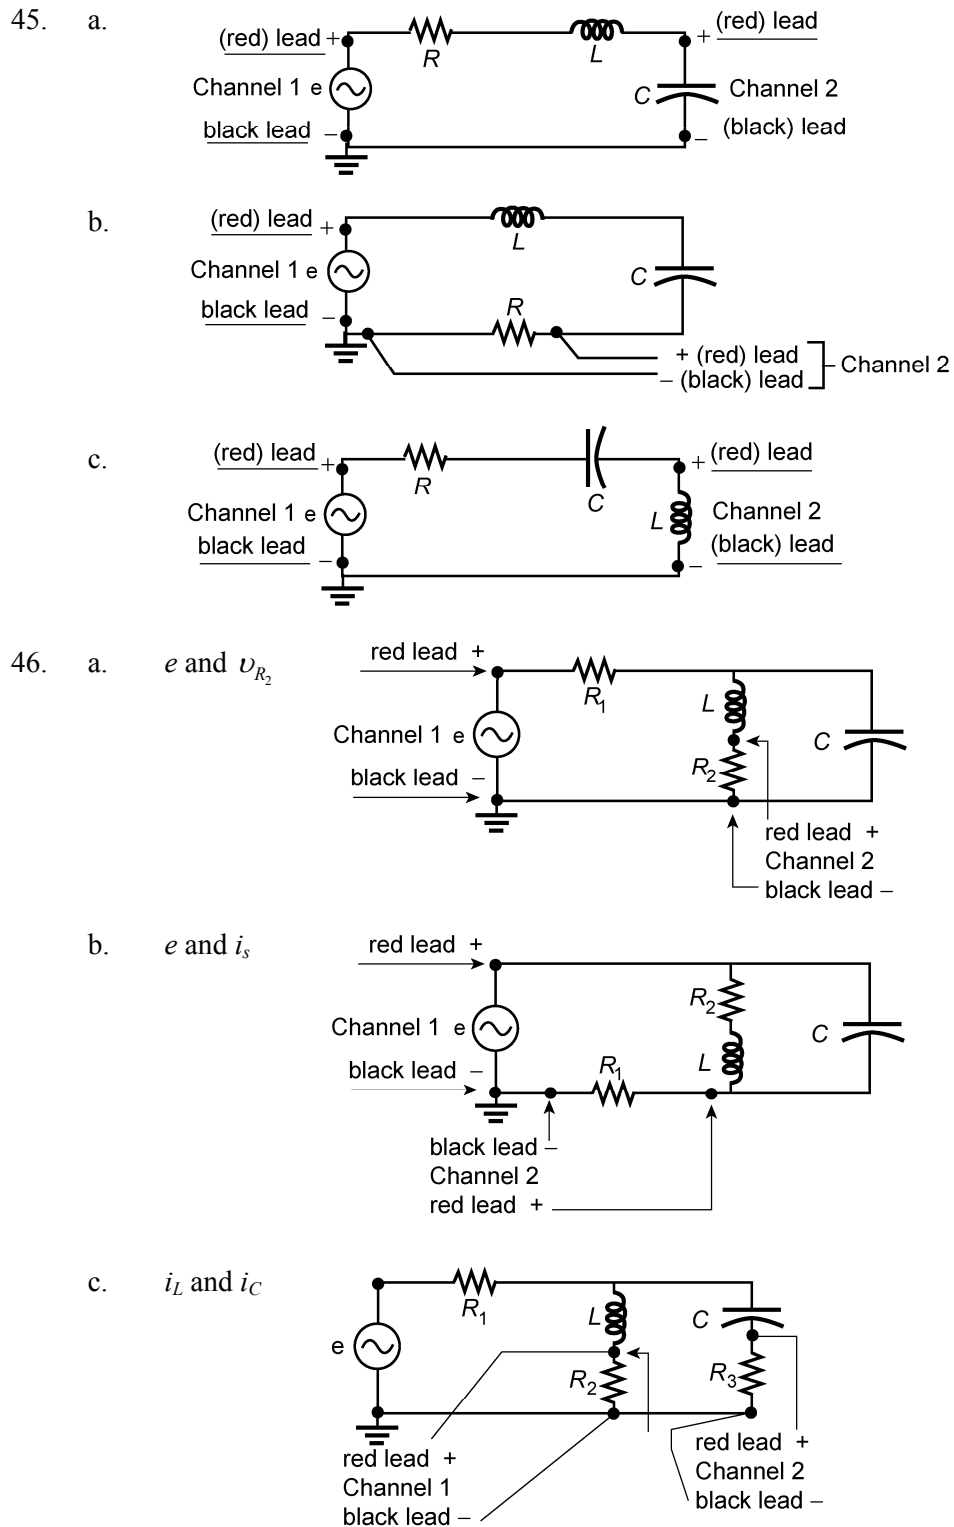 45. a. (red) lead + R L + (red) lead
Channel 1 e C Channel 2
black lead – – (black) lead
b. (red) lead + L
Channel 1 e C
black lead – R
+ (red) lead
– (black) lead Channel 2
c. (red) lead + R C + (red) lead
Channel 1 e L Channel 2
black lead – – (black) lead
46. a. e and υR2 red lead +
R1 L
Channel 1 e C
black lead – R2
red lead +
Channel 2
black lead –
b. e and is red lead +
R2
Channel 1 e C
black lead – R1 L
black lead –
Channel 2
red lead +
c. iL and iC
R1 L C
e R2 R3
red lead +
Channel 1
black lead –
red lead +
Channel 2
black lead –